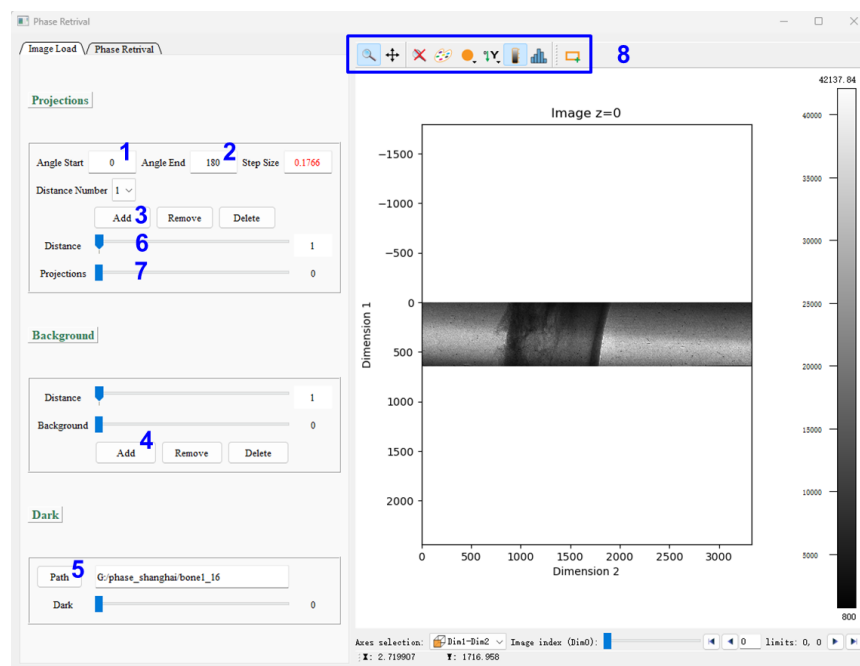 Phase Retrival
Image Load Phase Retrival
8
Projections
1 2
Angle Start 0 Angle End 180 Step Size 0.1766
Distance Number 1
Add 3 Remove Delete
Distance 6 1
Projections 7 0
Background
Distance 1
Background 0
4
Add Remove Delete
Dark
Path 5 G:/phase_shanghai/bone1_16
Dark 0
Image z=0
−1500
−1000
−500
0
500
1000
1500
2000
Dimension 1
0 500 1000 1500 2000 2500 3000
Dimension 2
42137.84
40000
35000
30000
25000
20000
15000
10000
5000
800
Axes selection: Dim1-Dim2 Image index (Dim0): 0 limits: 0, 0
X: 2.719907 Y: 1716.958